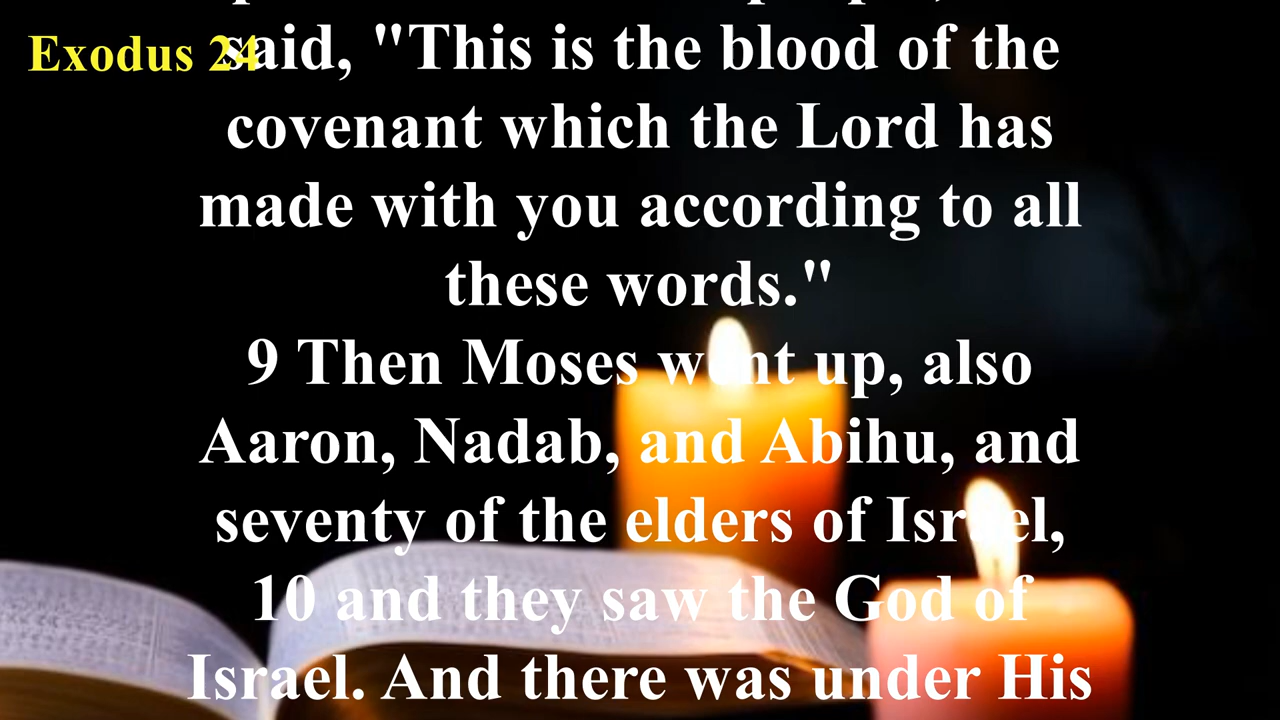 Exodus 24
said, "This is the blood of the
covenant which the Lord has
made with you according to all
these words."
9 Then Moses went up, also
Aaron, Nadab, and Abihu, and
seventy of the elders of Israel,
10 and they saw the God of
Israel. And there was under His